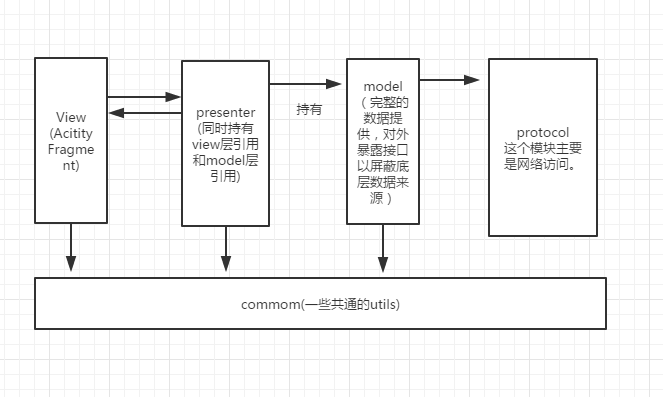 View
(Acitity
Fragme
nt)
presenter
(同时持有
view层引用
和model层
引用)
持有
model
（完整的
数据提
供，对外
暴露接口
以屏蔽底
层数据来
源）
protocol
这个模块主要
是网络访问。
commom(一些共通的utils)